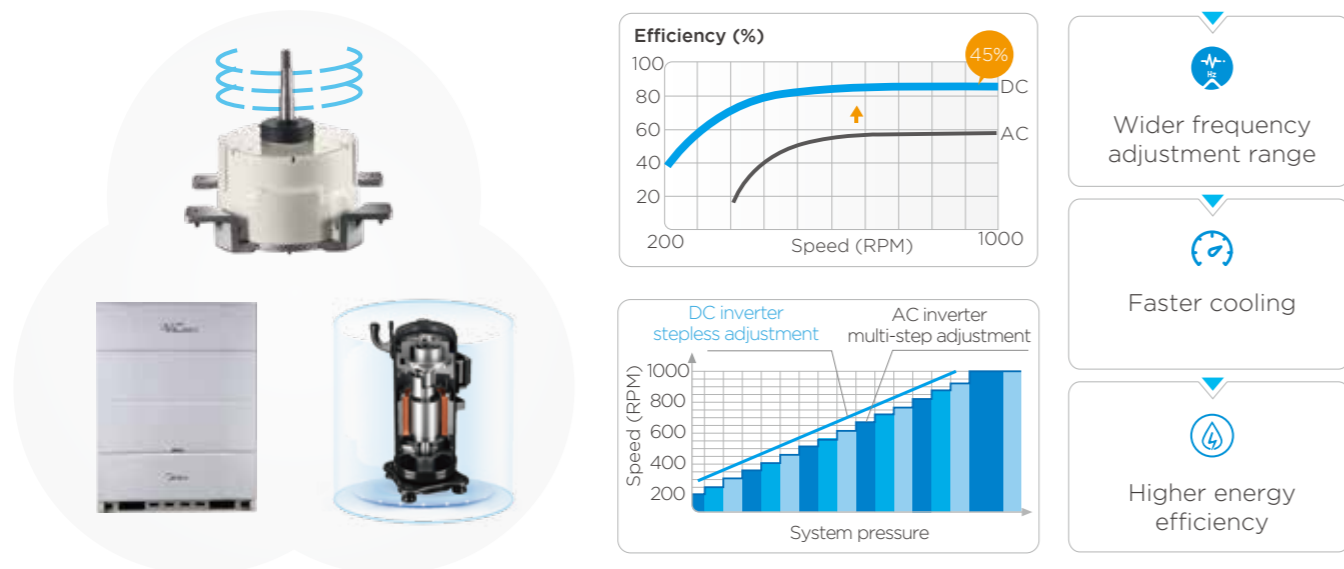 Efficiency (%)
45%
100
80
60
40
20
DC
AC
200
Speed (RPM)
1000
DC inverter
stepless adjustment
AC inverter
multi-step adjustment
Speed (RPM)
1000
800
600
400
200
System pressure
Hz
Wider frequency
adjustment range
Faster cooling
Higher energy
efficiency